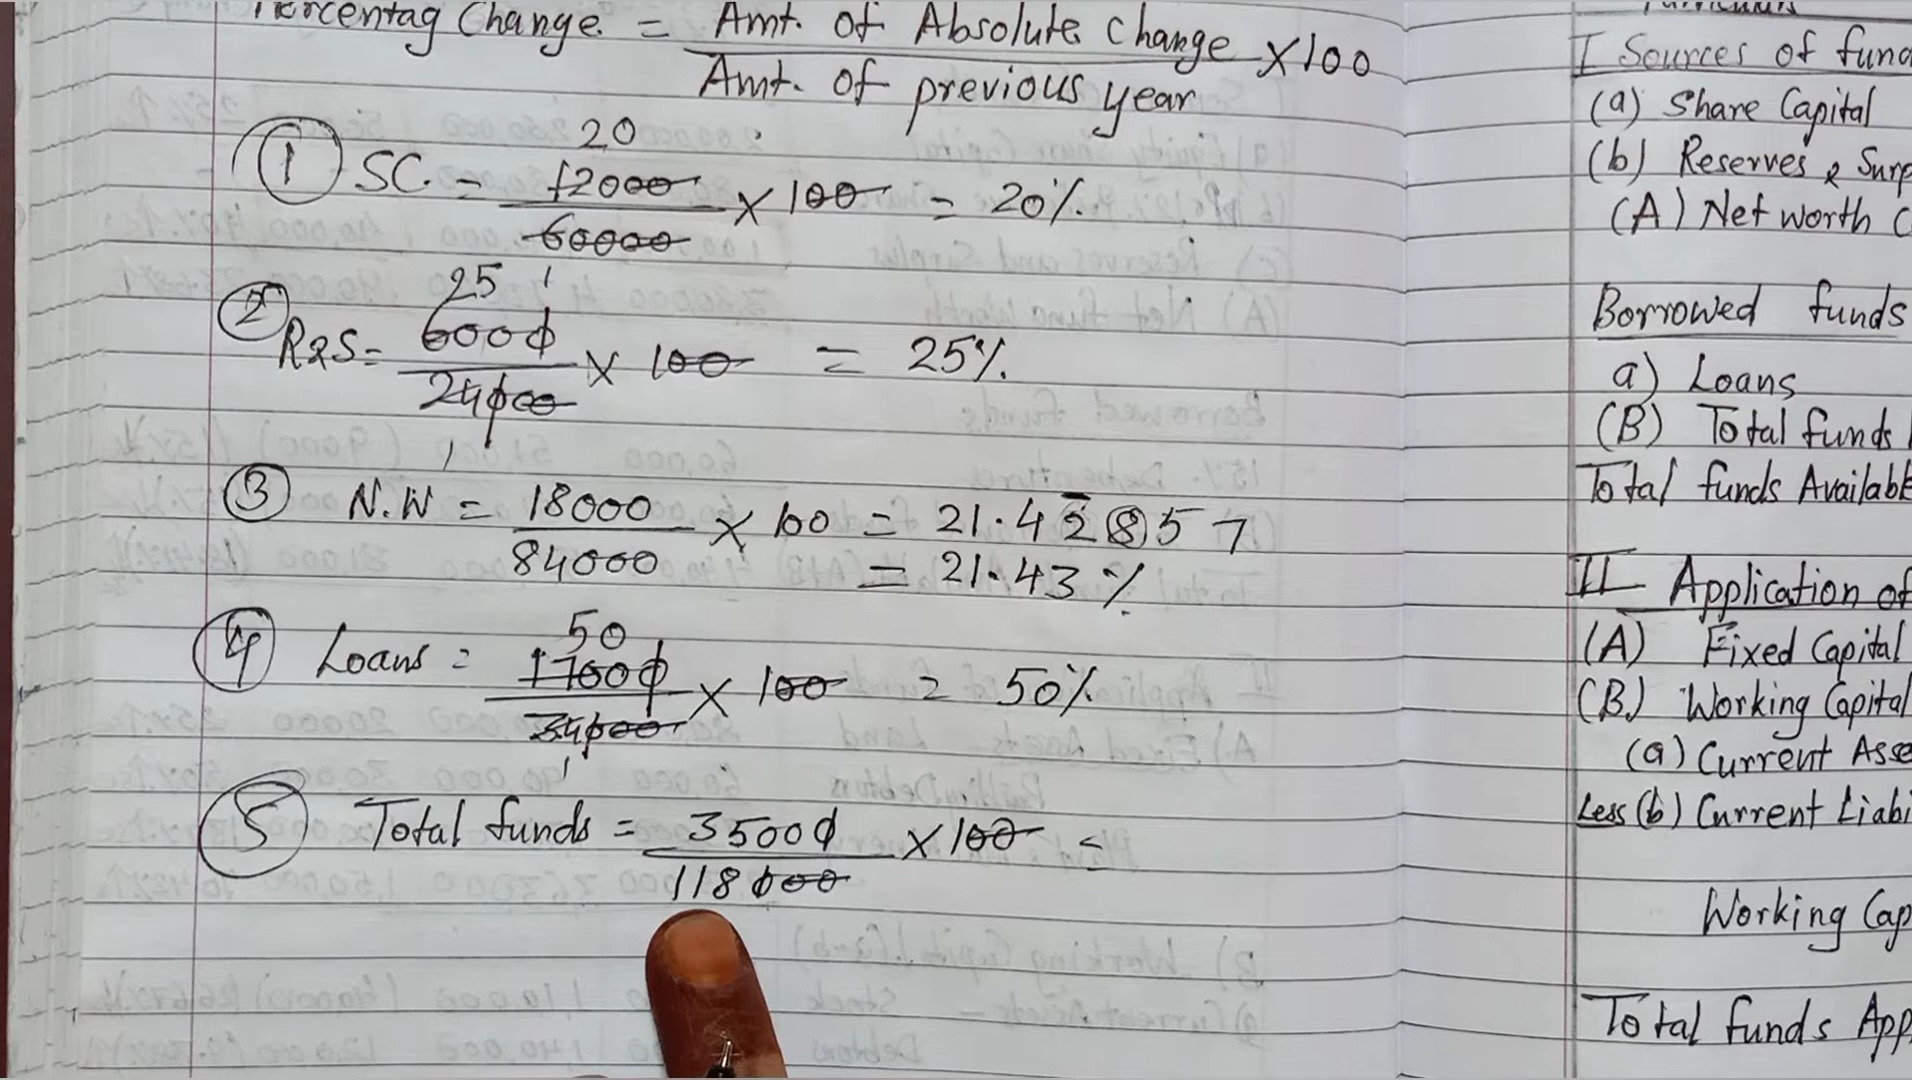 Percentag Change = Amt. of Absolute Change × 100
Amt. of previous year
20
① SC. = 12000 × 100 = 20%.
60000
25 1
② R&S = 6000 × 100 = 25%.
24000
1
③ N.W = 18000 × 100 = 21.42857
84000 = 21.43%.
50
④ Loans = 17000 × 100 = 50%
34000
1
⑤ Total funds = 35000 × 100 =
118000
I Sources of fund
(a) Share Capital
(b) Reserves & Surp
(A) Net worth C
Borrowed funds
a) Loans
(B) Total funds
Total funds Availabl
II Application of
(A) Fixed Capital
(B.) Working Capital
(a) Current Asse
Less (b) Current Liabi
Working Cap
Total funds App